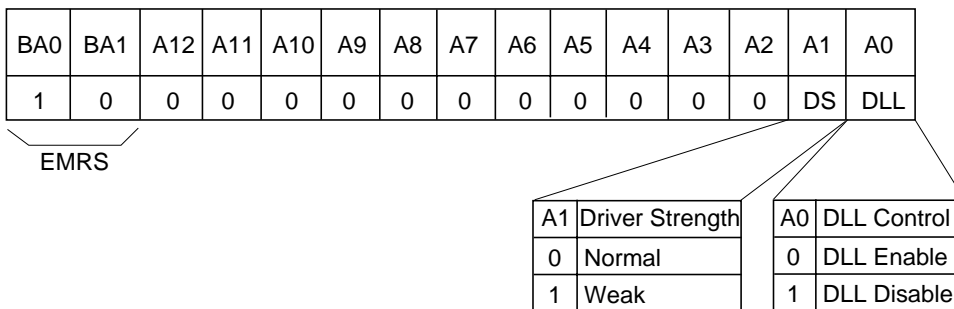 BA0 BA1 A12 A11 A10 A9 A8 A7 A6 A5 A4 A3 A2 A1 A0
1 0 0 0 0 0 0 0 0 0 0 0 0 DS DLL
EMRS
A1 Driver Strength A0 DLL Control
0 Normal 0 DLL Enable
1 Weak 1 DLL Disable